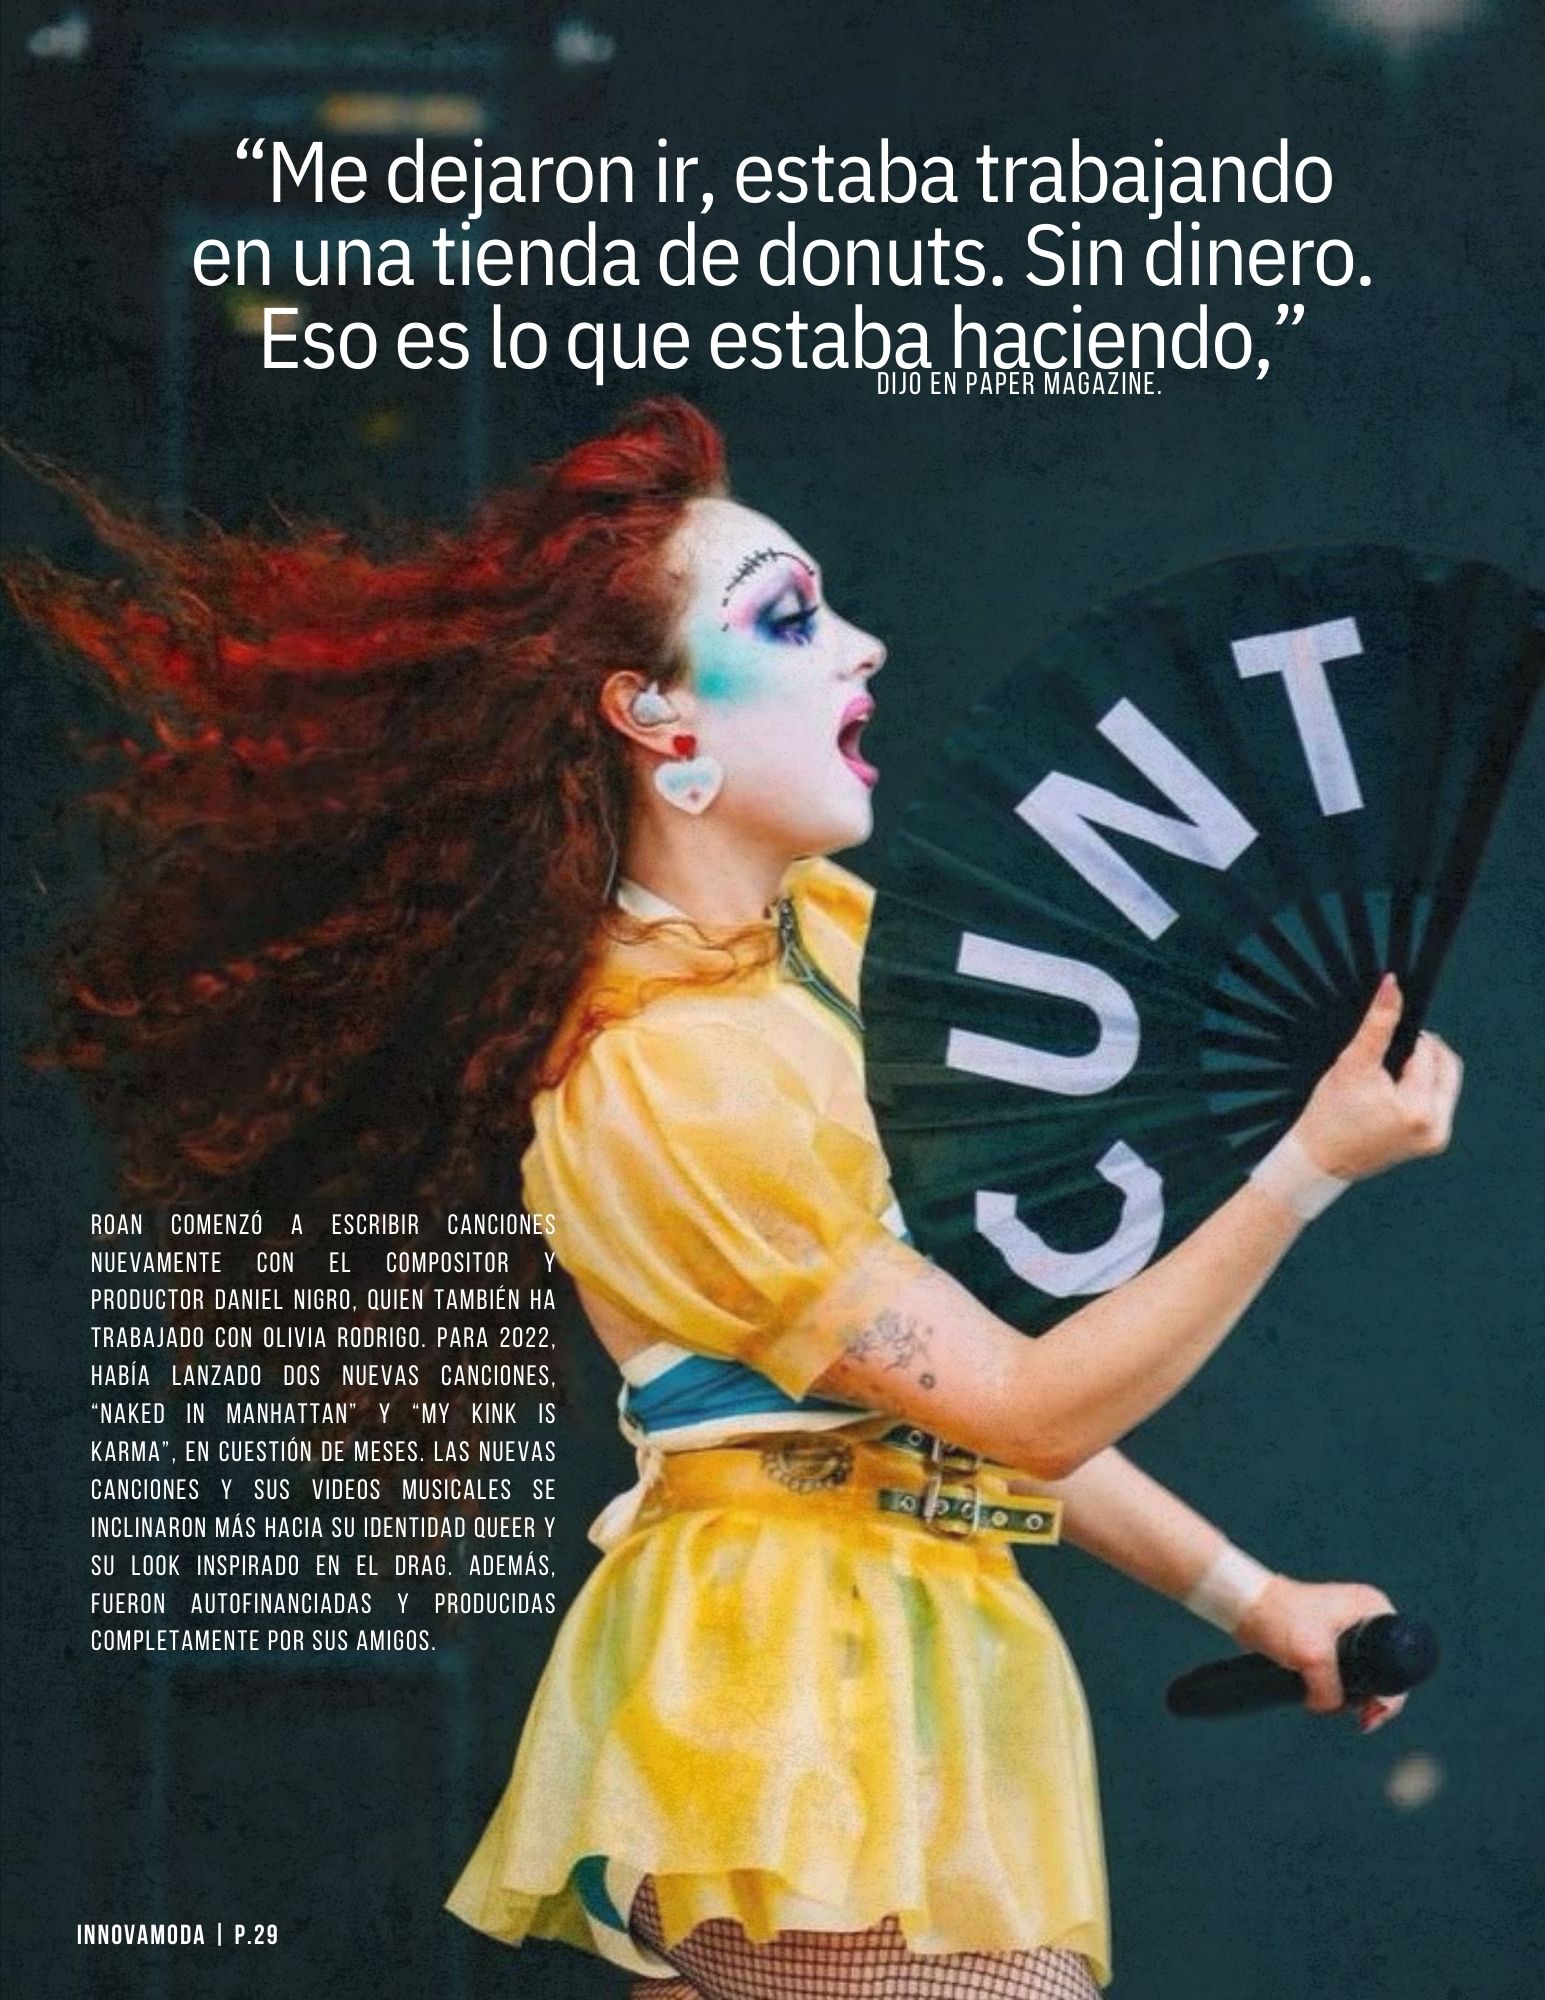 “Me dejaron ir, estaba trabajando
en una tienda de donuts. Sin dinero.
Eso es lo que estaba haciendo,”
DIJO EN PAPER MAGAZINE.
CUNT
ROAN COMENZÓ A ESCRIBIR CANCIONES
NUEVAMENTE CON EL COMPOSITOR Y
PRODUCTOR DANIEL NIGRO, QUIEN TAMBIÉN HA
TRABAJADO CON OLIVIA RODRIGO. PARA 2022,
HABÍA LANZADO DOS NUEVAS CANCIONES,
“NAKED IN MANHATTAN” Y “MY KINK IS
KARMA”, EN CUESTIÓN DE MESES. LAS NUEVAS
CANCIONES Y SUS VIDEOS MUSICALES SE
INCLINARON MÁS HACIA SU IDENTIDAD QUEER Y
SU LOOK INSPIRADO EN EL DRAG. ADEMÁS,
FUERON AUTOFINANCIADAS Y PRODUCIDAS
COMPLETAMENTE POR SUS AMIGOS.
INNOVAMODA | P.29